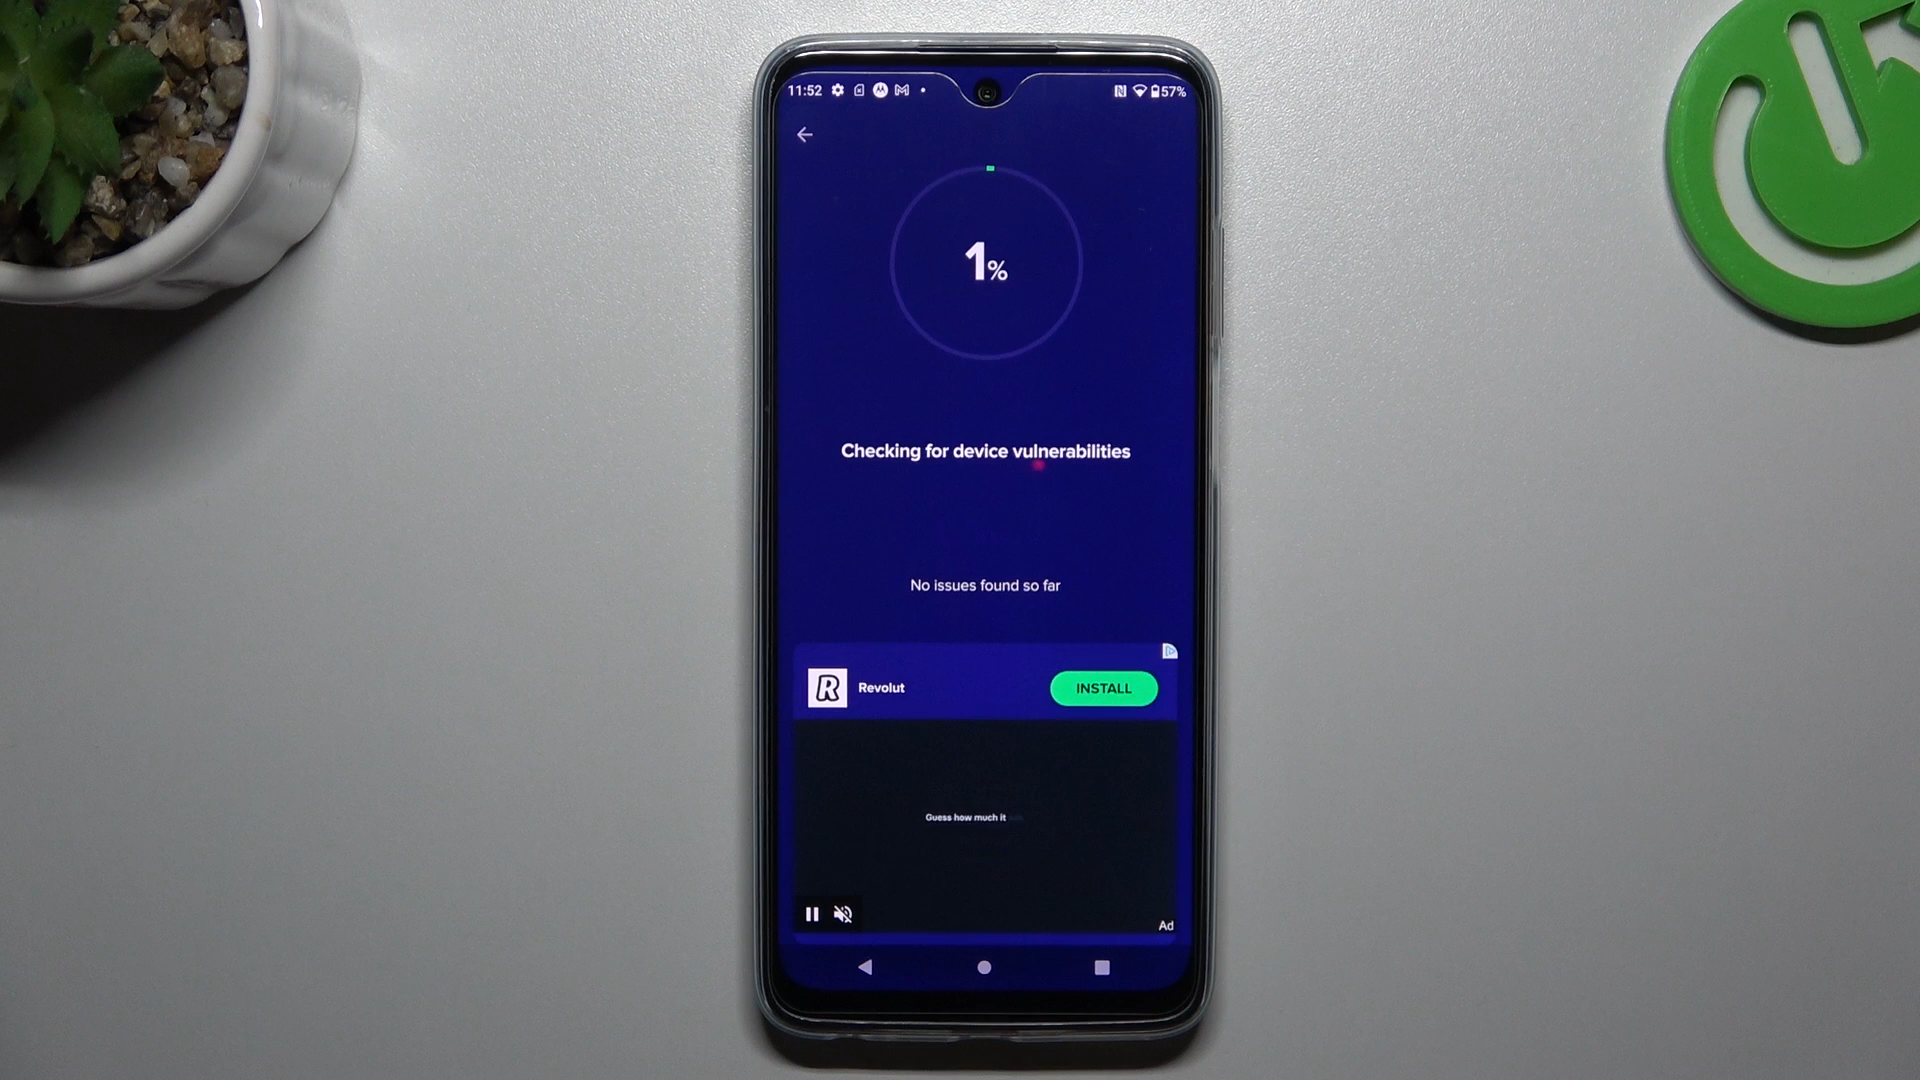 11:52
57%
1%
Checking for device vulnerabilities
No issues found so far
R Revolut INSTALL
Guess how much it
Ad